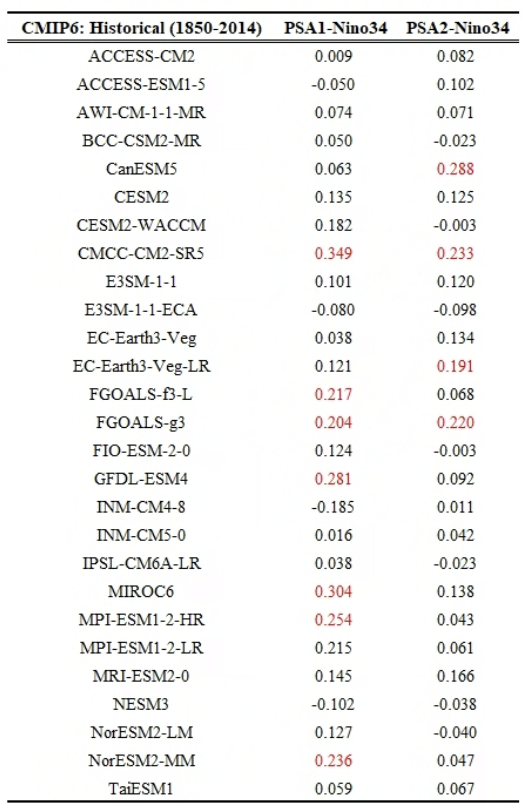 CMIP6: Historical (1850-2014) PSA1-Nino34 PSA2-Nino34
ACCESS-CM2 0.009 0.082
ACCESS-ESM1-5 -0.050 0.102
AWI-CM-1-1-MR 0.074 0.071
BCC-CSM2-MR 0.050 -0.023
CanESM5 0.063 0.288
CESM2 0.135 0.125
CESM2-WACCM 0.182 -0.003
CMCC-CM2-SR5 0.349 0.233
E3SM-1-1 0.101 0.120
E3SM-1-1-ECA -0.080 -0.098
EC-Earth3-Veg 0.038 0.134
EC-Earth3-Veg-LR 0.121 0.191
FGOALS-f3-L 0.217 0.068
FGOALS-g3 0.204 0.220
FIO-ESM-2-0 0.124 -0.003
GFDL-ESM4 0.281 0.092
INM-CM4-8 -0.185 0.011
INM-CM5-0 0.016 0.042
IPSL-CM6A-LR 0.038 -0.023
MIROC6 0.304 0.138
MPI-ESM1-2-HR 0.254 0.043
MPI-ESM1-2-LR 0.215 0.061
MRI-ESM2-0 0.145 0.166
NESM3 -0.102 -0.038
NorESM2-LM 0.127 -0.040
NorESM2-MM 0.236 0.047
TaiESM1 0.059 0.067